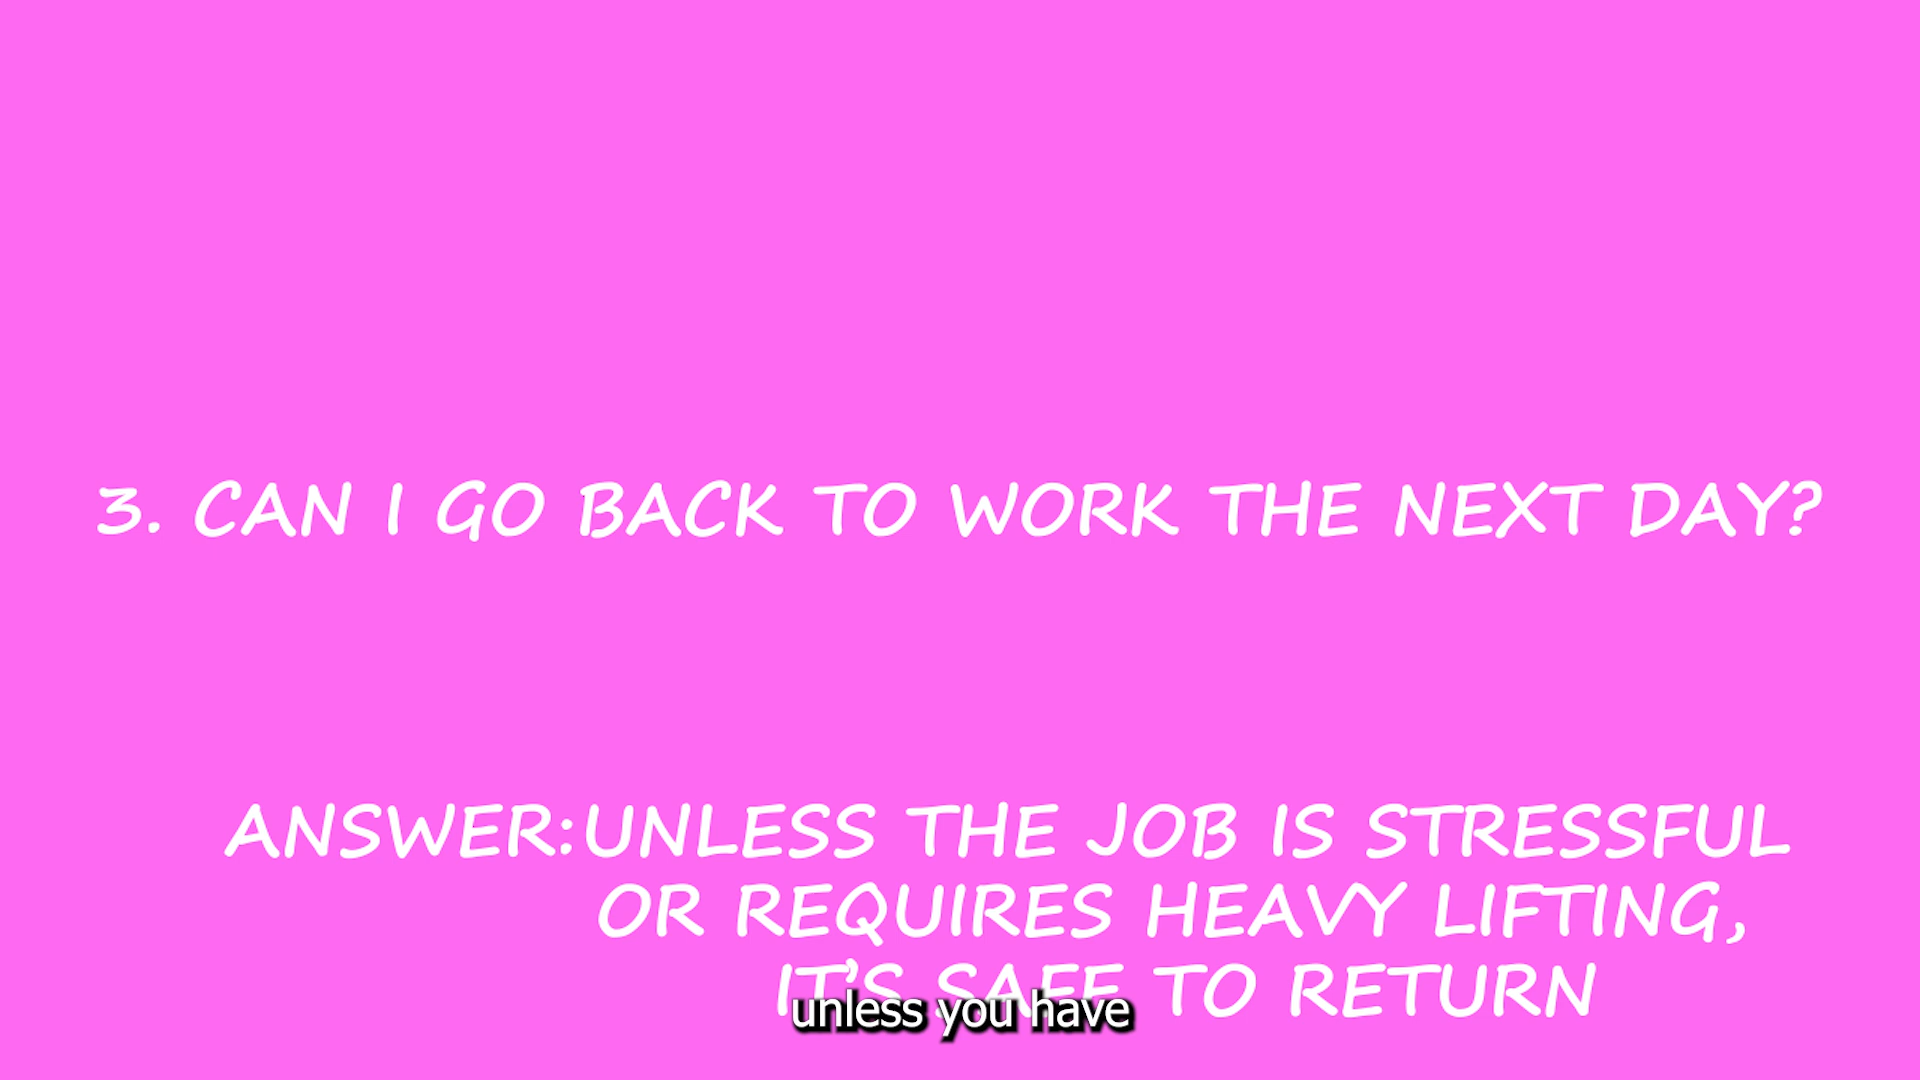 3. CAN I GO BACK TO WORK THE NEXT DAY?
ANSWER:UNLESS THE JOB IS STRESSFUL
OR REQUIRES HEAVY LIFTING,
IT'S SAFE TO RETURN
unless you have